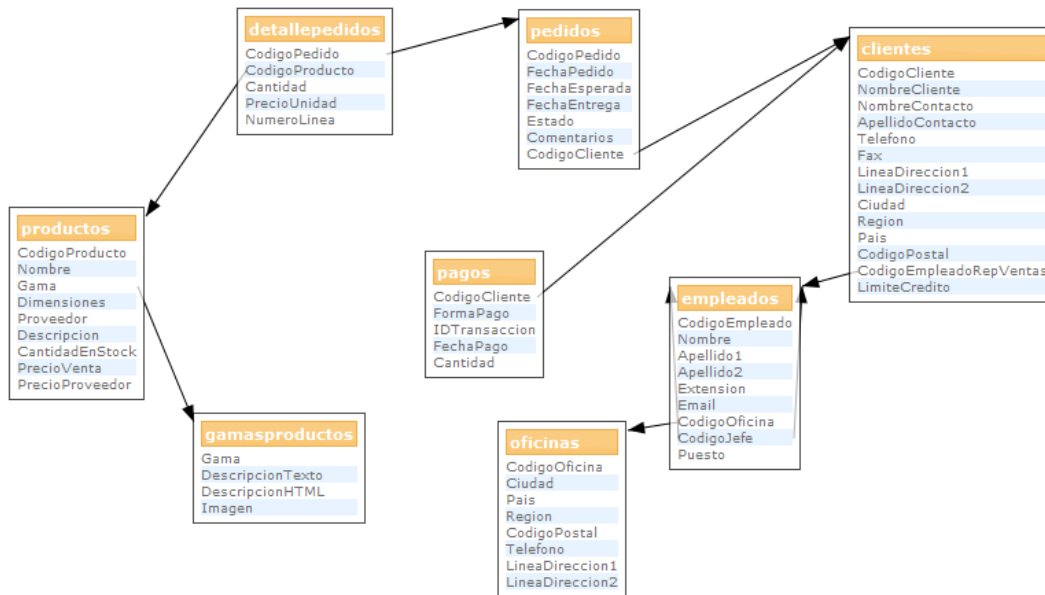 detallepedidos
CodigoPedido
CodigoProducto
Cantidad
PrecioUnidad
NumeroLinea
pedidos
CodigoPedido
FechaPedido
FechaEsperada
FechaEntrega
Estado
Comentarios
CodigoCliente
clientes
CodigoCliente
NombreCliente
NombreContacto
ApellidoContacto
Telefono
Fax
LineaDireccion1
LineaDireccion2
Ciudad
Region
Pais
CodigoPostal
CodigoEmpleadoRepVentas
LimiteCredito
productos
CodigoProducto
Nombre
Gama
Dimensiones
Proveedor
Descripcion
CantidadEnStock
PrecioVenta
PrecioProveedor
pagos
CodigoCliente
FormaPago
IDTransaccion
FechaPago
Cantidad
empleados
CodigoEmpleado
Nombre
Apellido1
Apellido2
Extension
Email
CodigoOficina
CodigoJefe
Puesto
gamasproductos
Gama
DescripcionTexto
DescripcionHTML
Imagen
oficinas
CodigoOficina
Ciudad
Pais
Region
CodigoPostal
Telefono
LineaDireccion1
LineaDireccion2